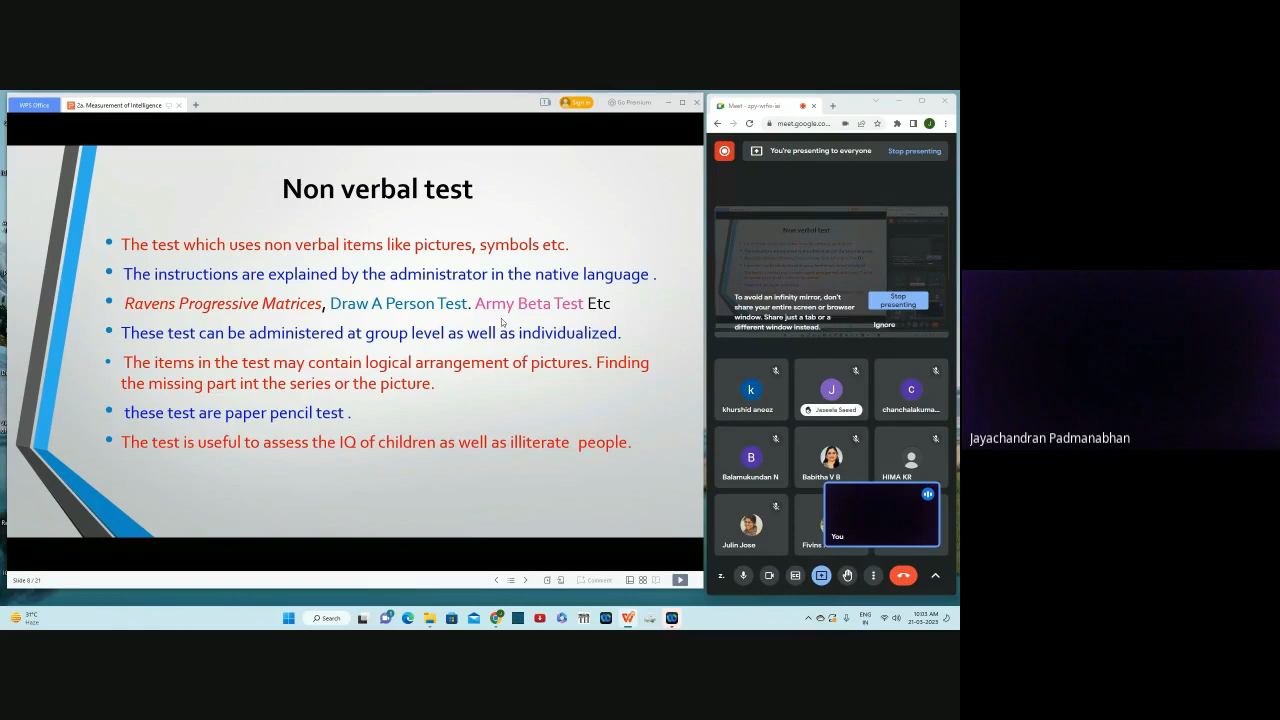 WPS Office
2a. Measurement of Intelligence
Sign in
Go Premium
Non verbal test
The test which uses non verbal items like pictures, symbols etc.
The instructions are explained by the administrator in the native language .
Ravens Progressive Matrices, Draw A Person Test. Army Beta Test Etc
These test can be administered at group level as well as individualized.
The items in the test may contain logical arrangement of pictures. Finding
the missing part int the series or the picture.
these test are paper pencil test .
The test is useful to assess the IQ of children as well as illiterate people.
Slide 8 / 21
Comment
meet.google.co...
J
You're presenting to everyone
Stop presenting
Non verbal test
To avoid an infinity mirror, don't
share your entire screen or browser
window. Share just a tab or a
different window instead.
Stop
presenting
Ignore
k
khurshid aneez
J
Jaseela Saeed
c
chanchalakuma...
B
Balamukundan N
Babitha V B
HIMA KR
Julin Jose
Fivins
You
z.
Jayachandran Padmanabhan
31°C
Haze
Search
ENG
IN
10:03 AM
21-03-2023